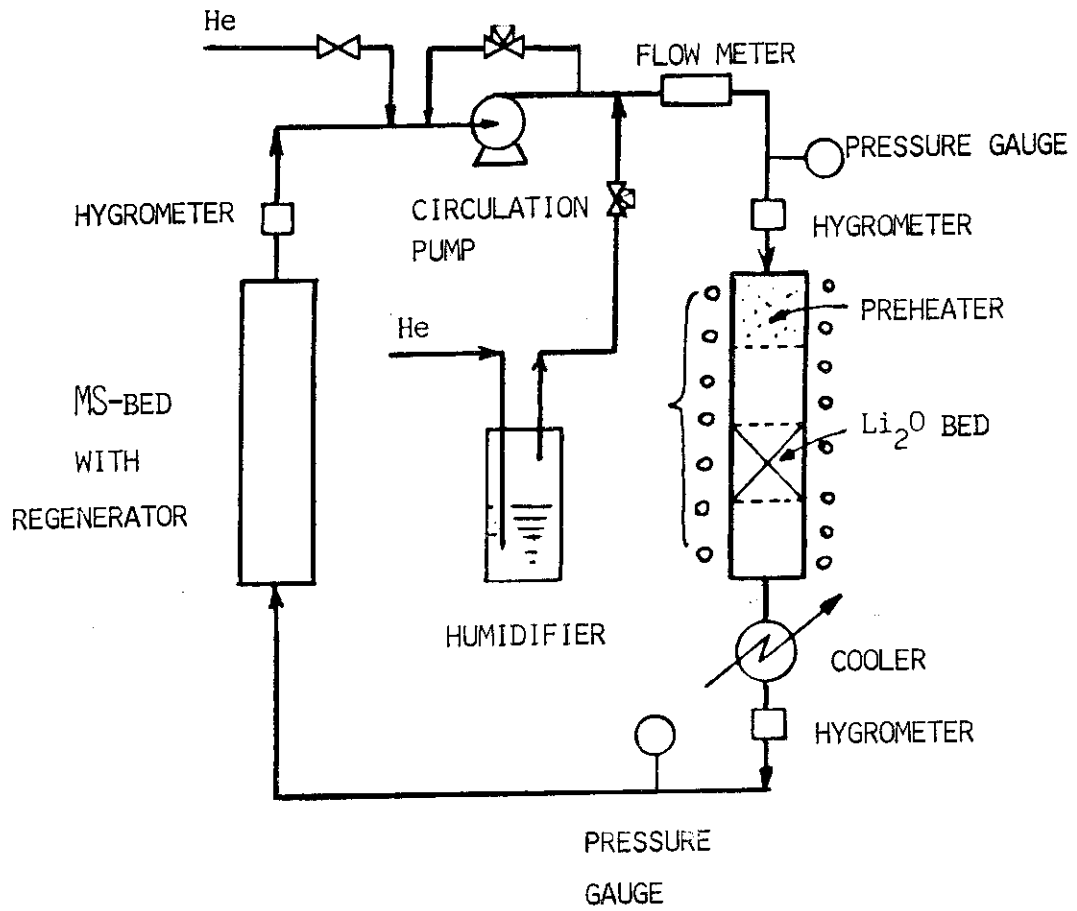 He
FLOW METER
PRESSURE GAUGE
HYGROMETER
CIRCULATION
PUMP
HYGROMETER
PREHEATER
He
MS-BED
WITH
REGENERATOR
Li₂O BED
HUMIDIFIER
COOLER
HYGROMETER
PRESSURE
GAUGE